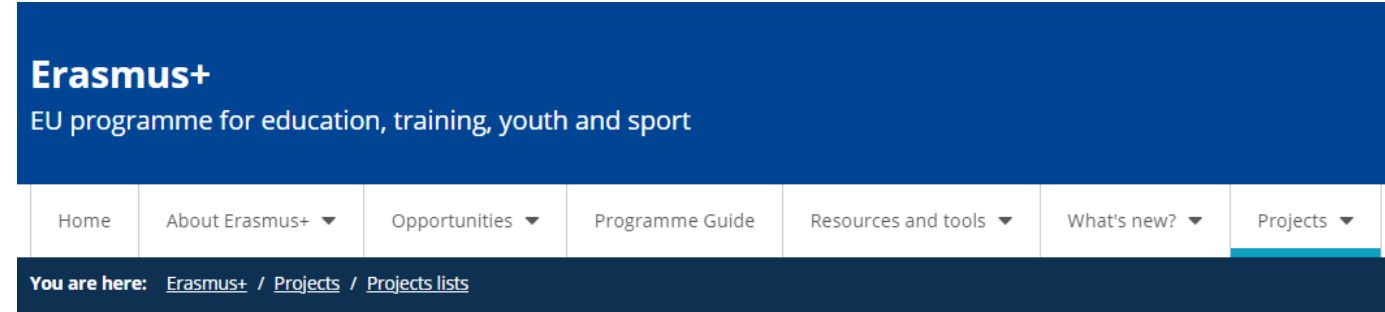 Erasmus+
EU programme for education, training, youth and sport
Home About Erasmus+ Opportunities Programme Guide Resources and tools What's new? Projects
You are here: Erasmus+ / Projects / Projects lists